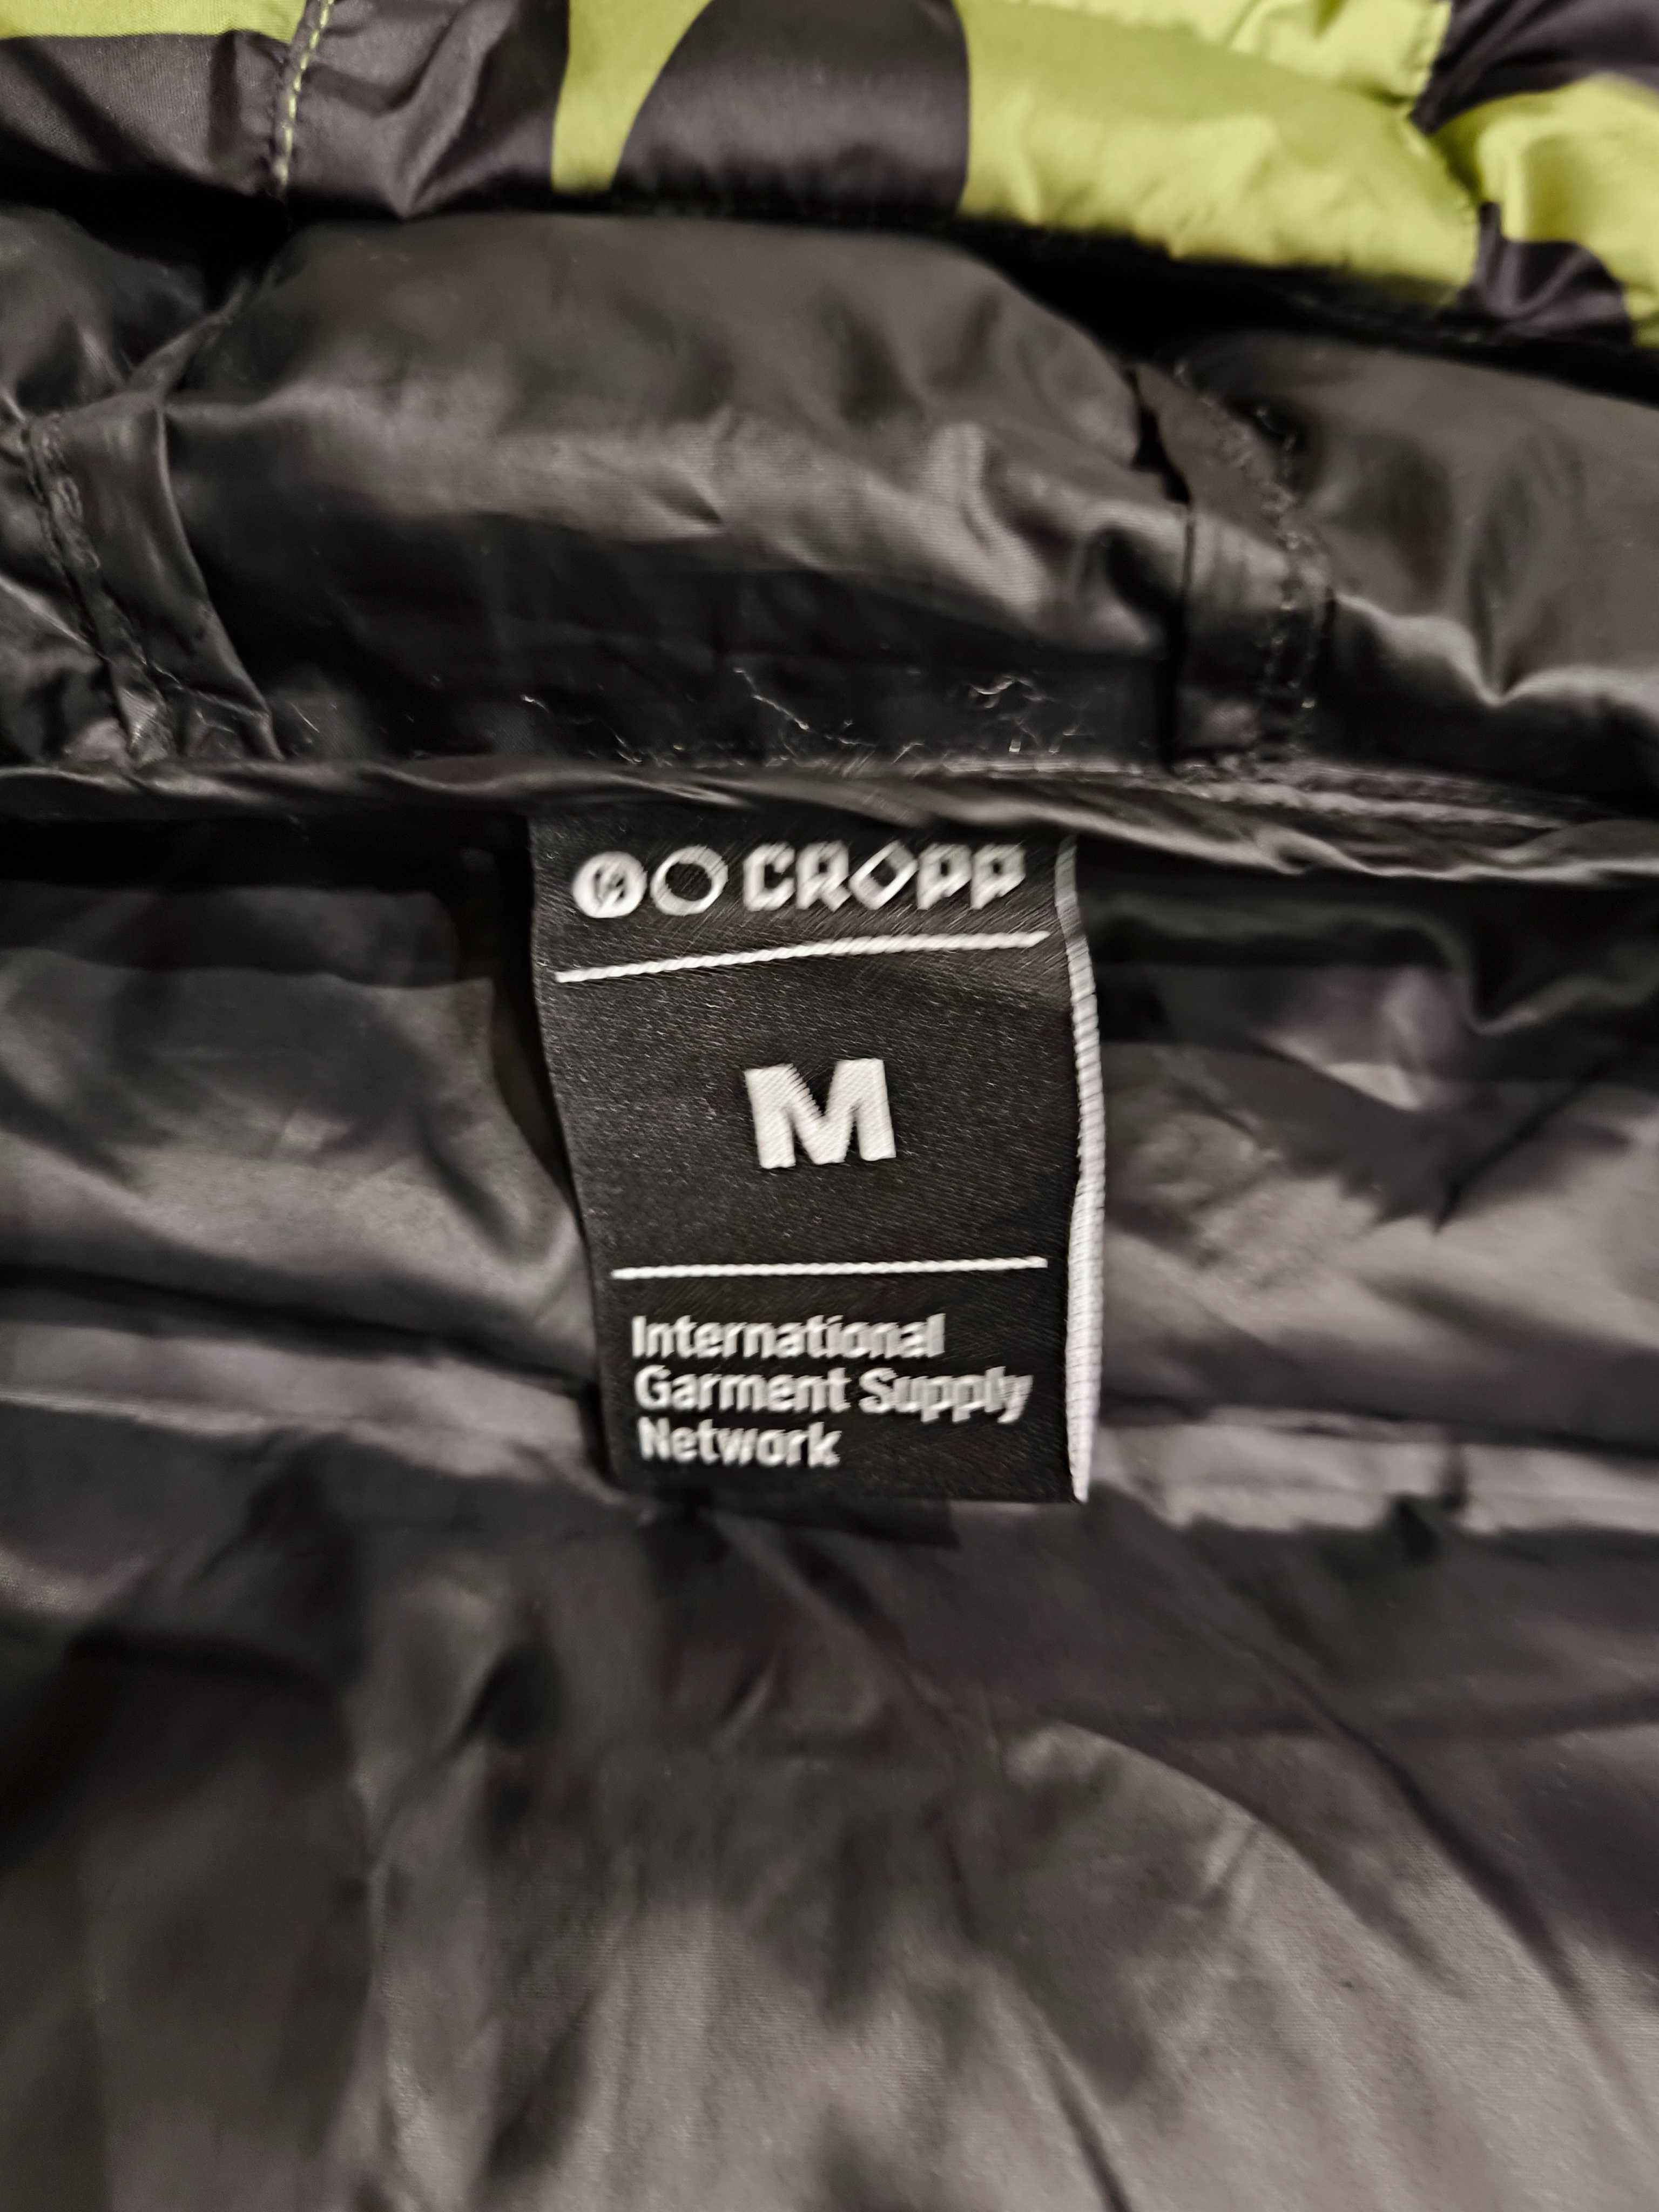 CROPP
M
International
Garment Supply
Network